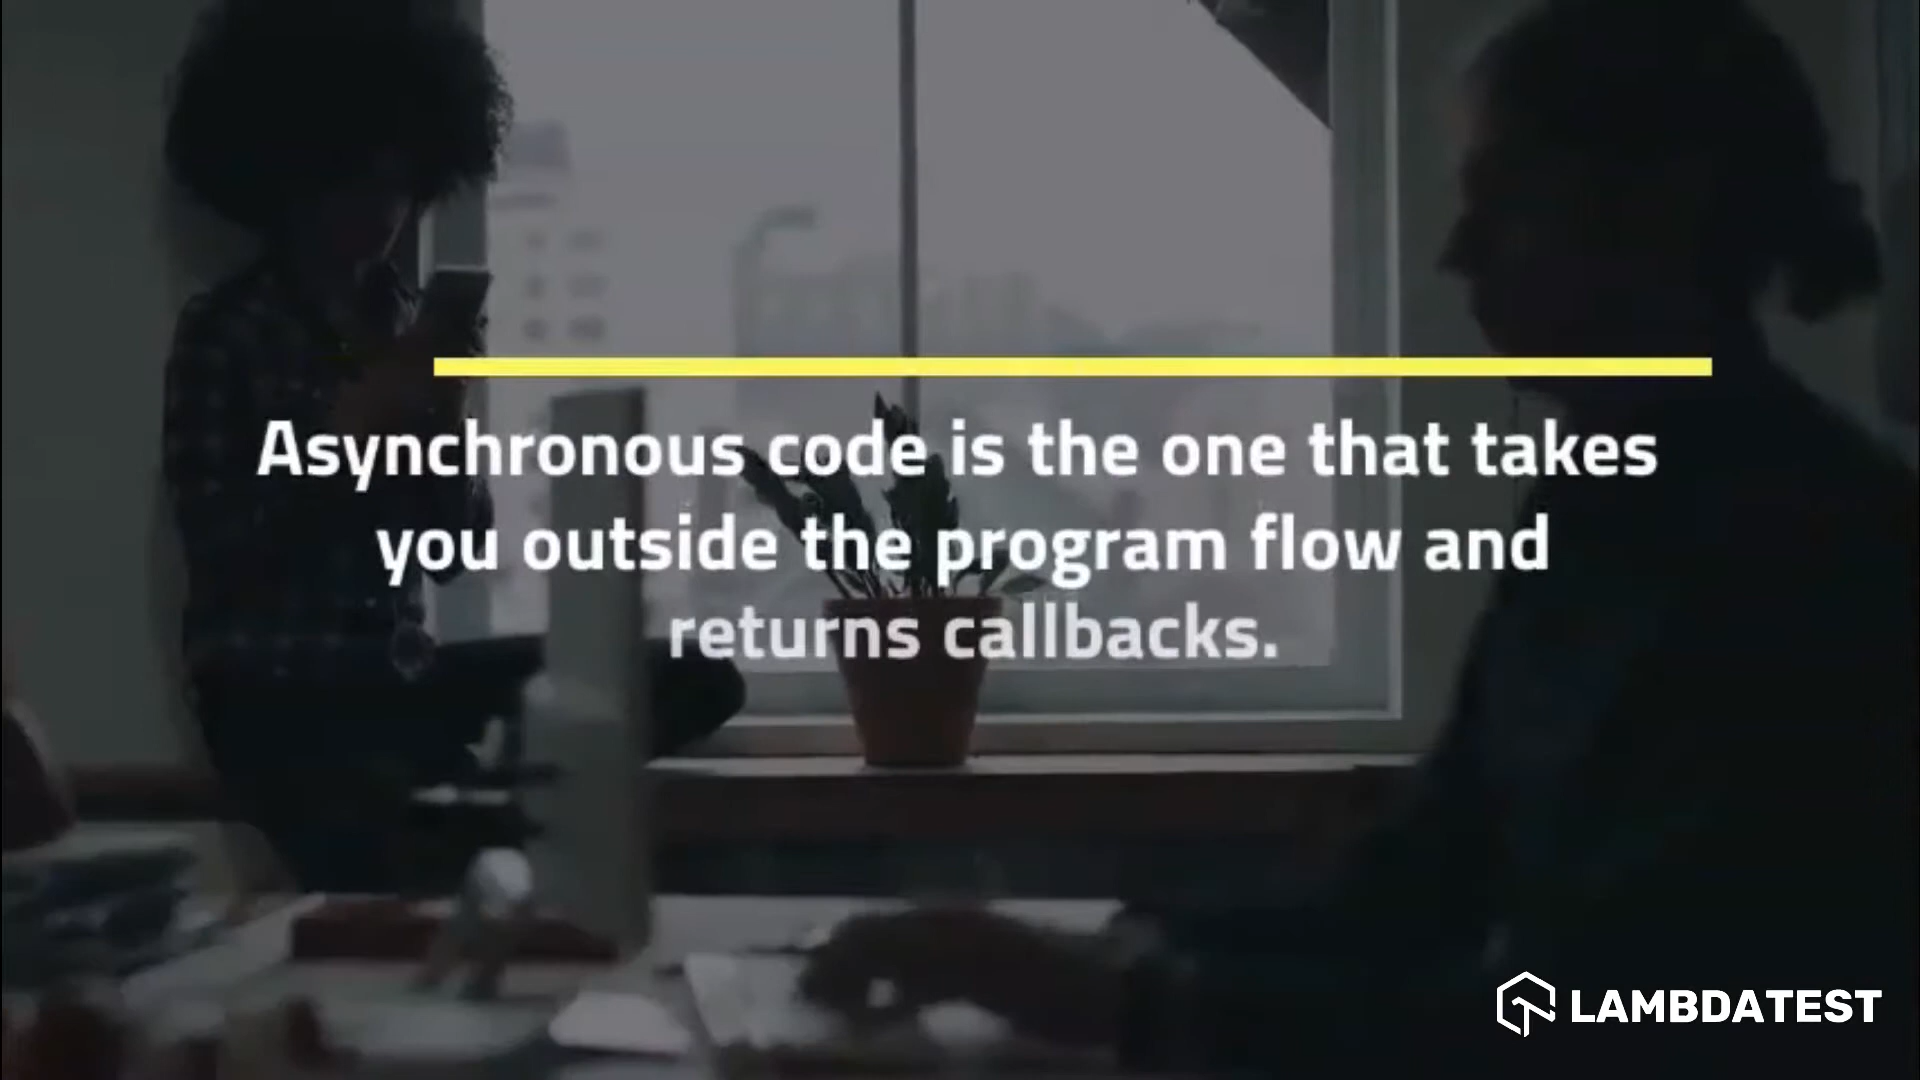 Asynchronous code is the one that takes
you outside the program flow and
returns callbacks.
LAMBDATEST